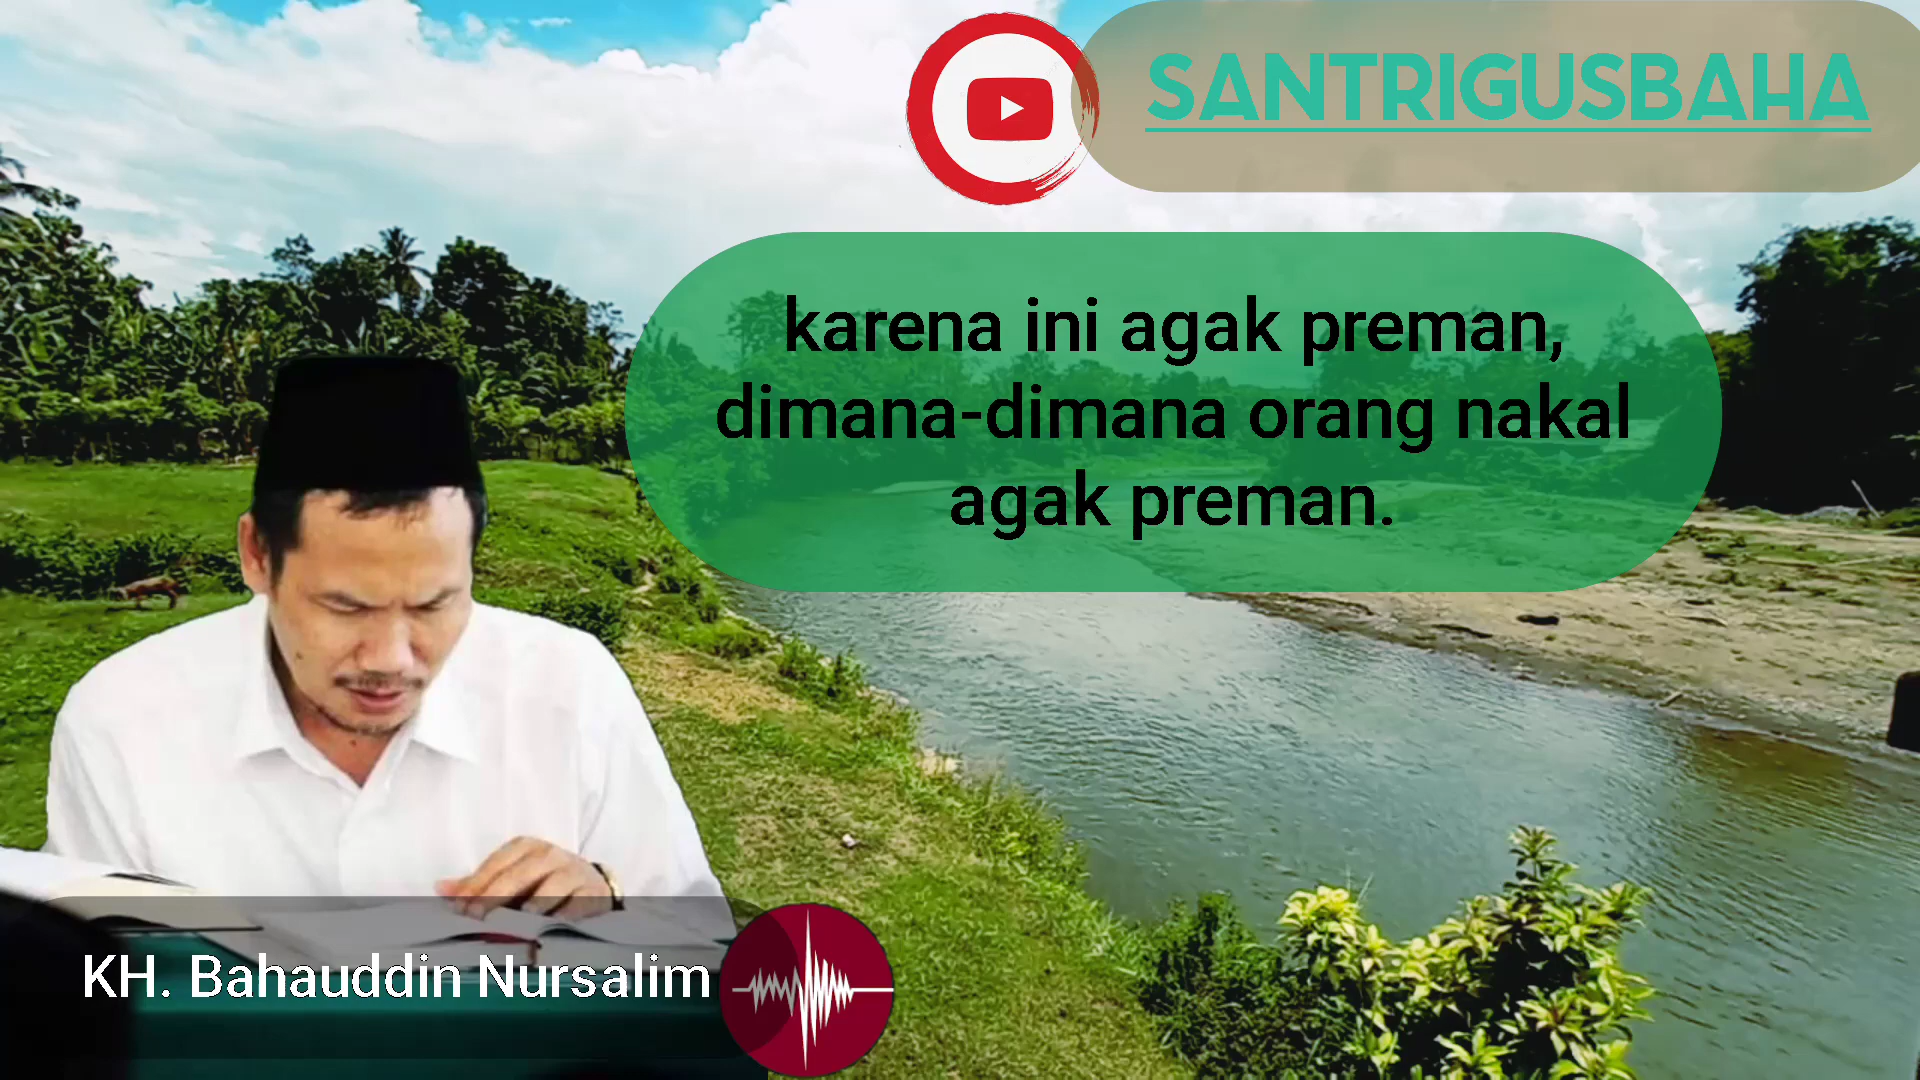 SANTRIGUSBAHA
karena ini agak preman,
dimana-dimana orang nakal
agak preman.
KH. Bahauddin Nursalim